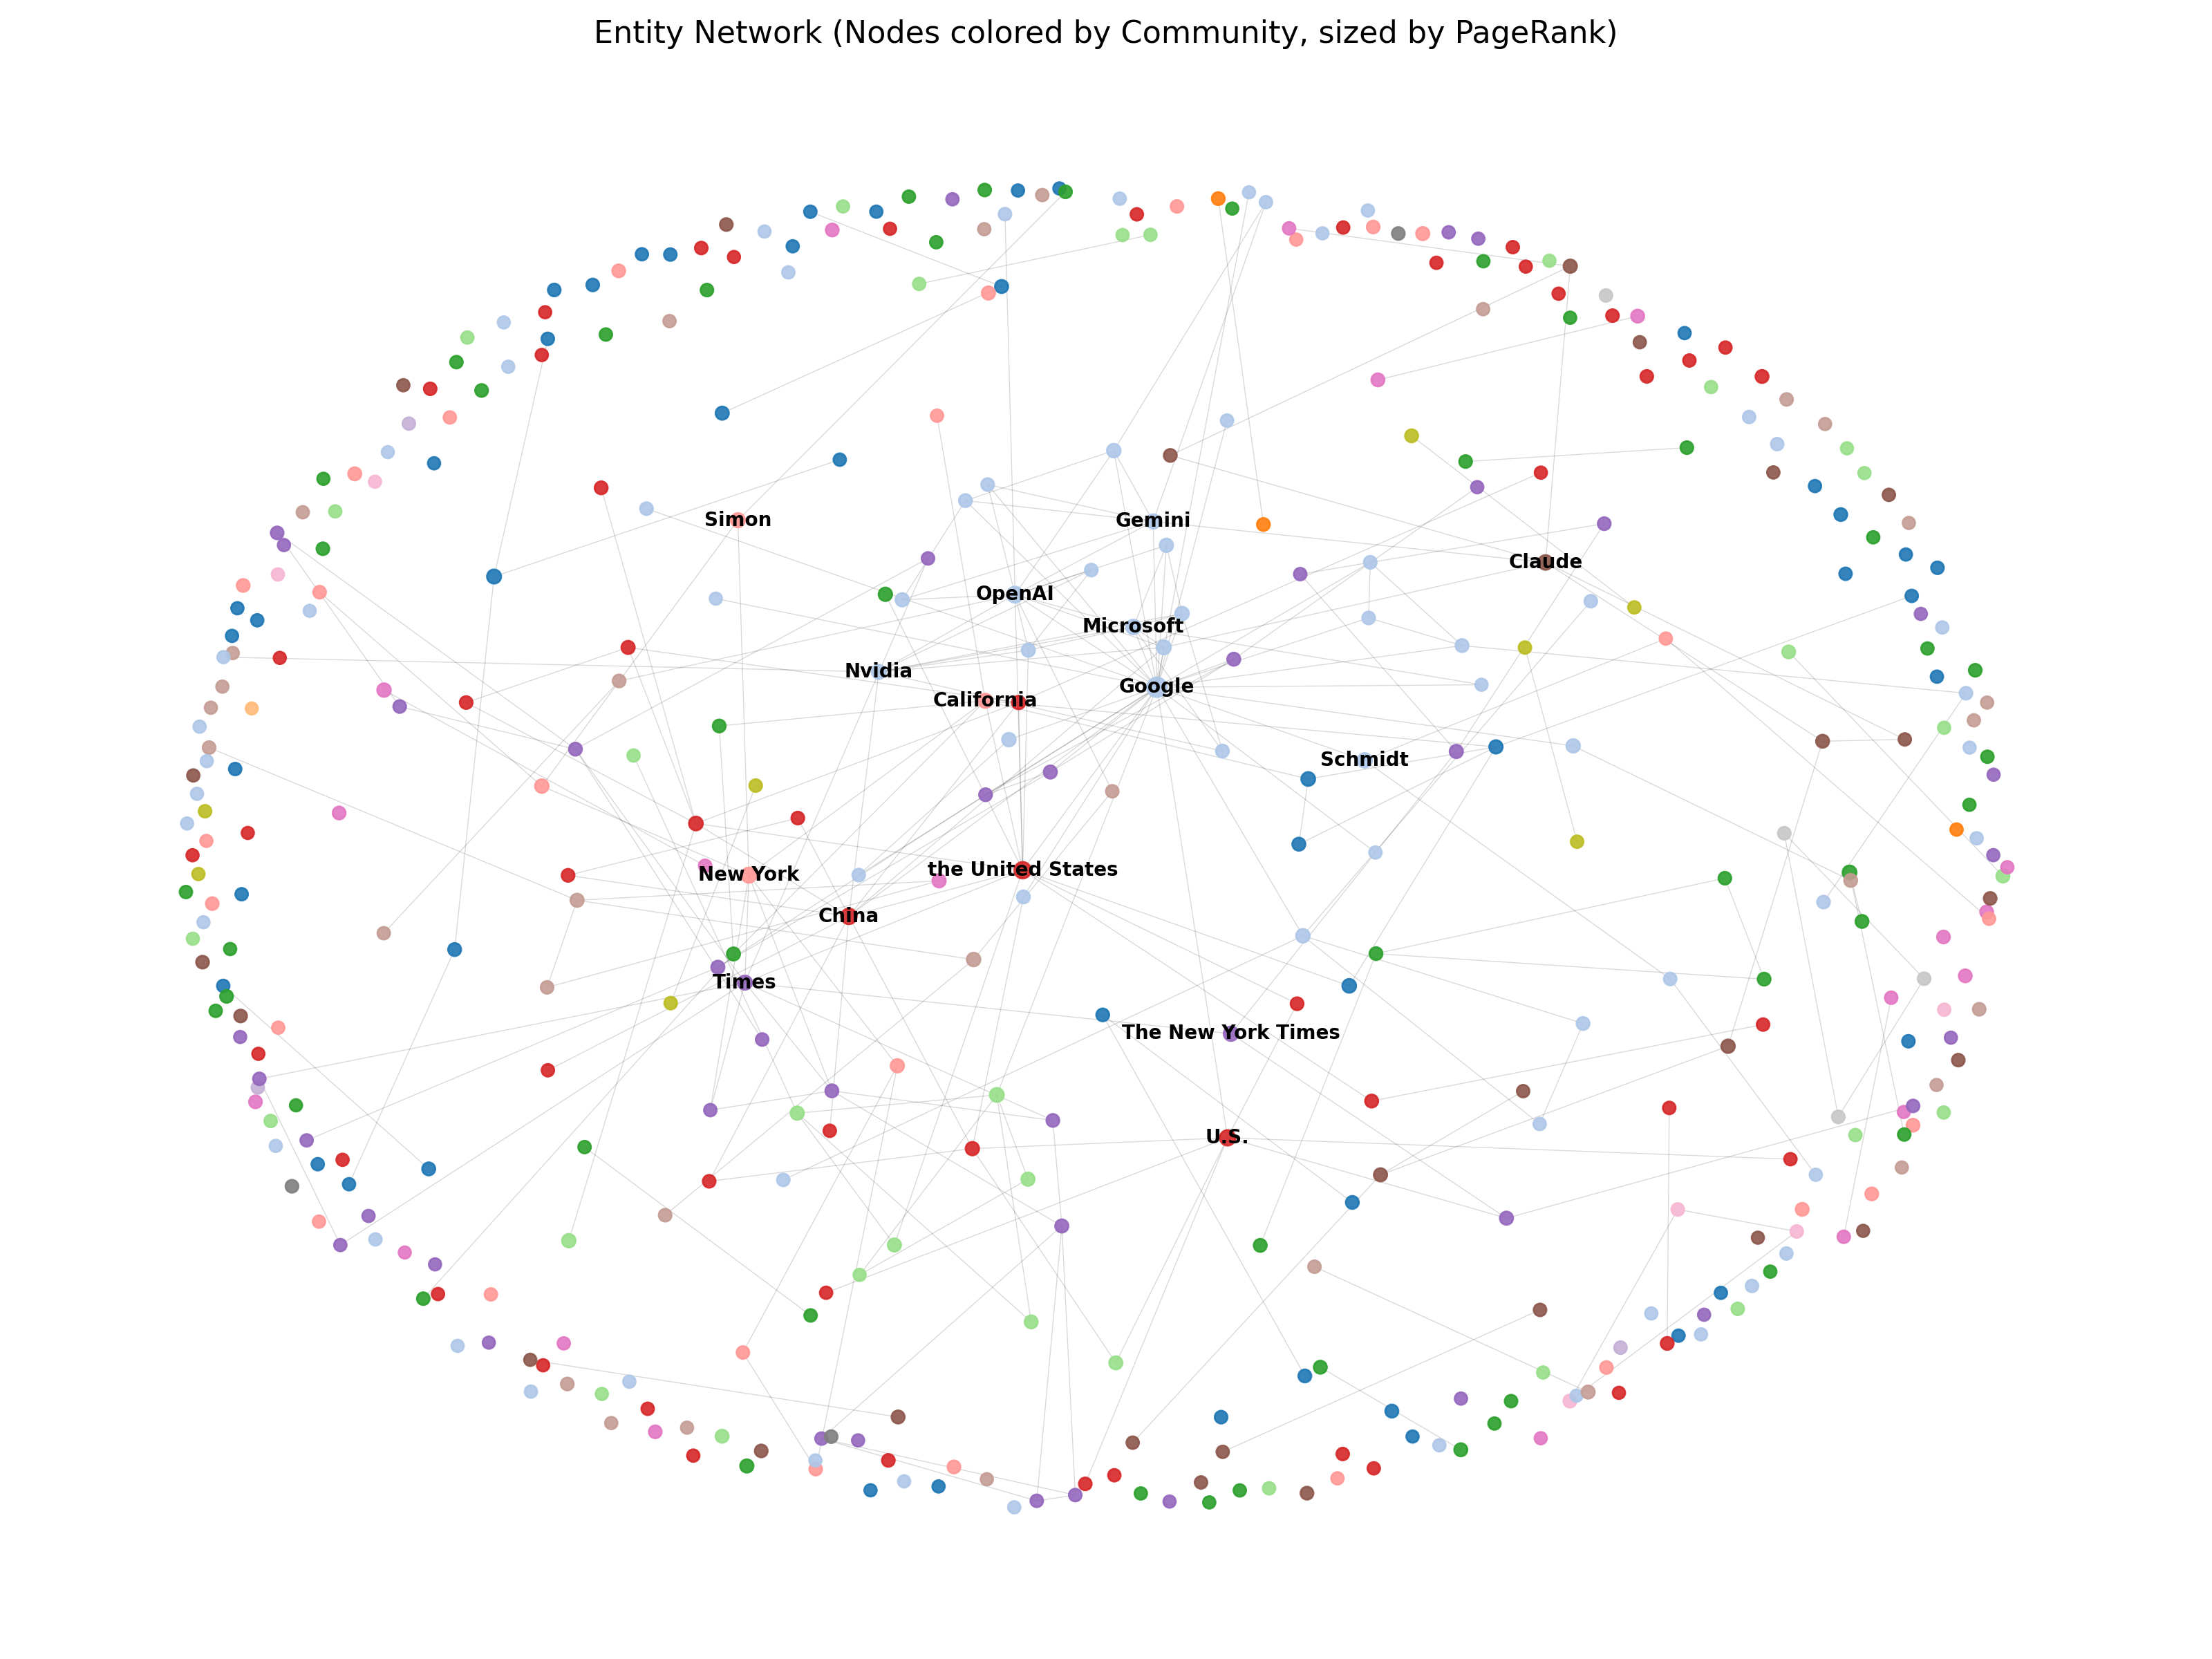 Entity Network (Nodes colored by Community, sized by PageRank)
Simon
Gemini
Claude
OpenAI
Microsoft
Nvidia
Google
California
Schmidt
the United States
New York
China
Times
The New York Times
U.S.